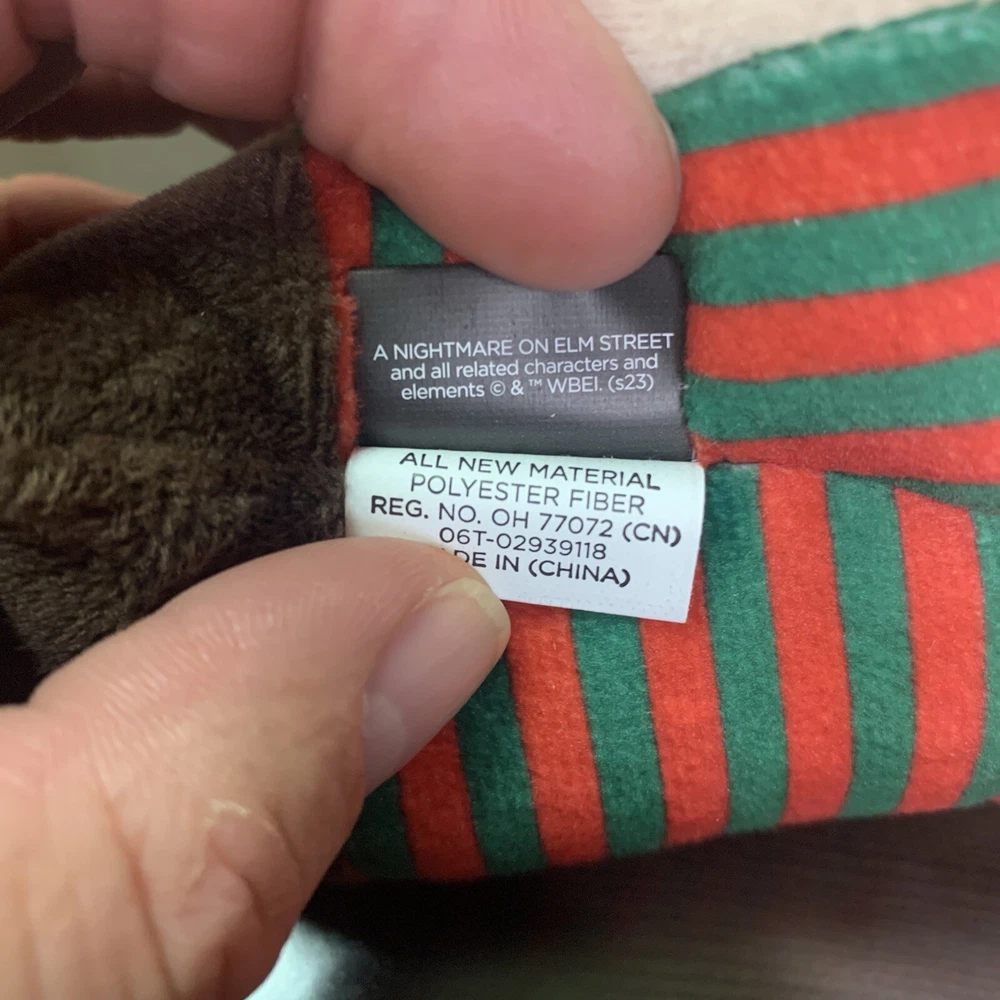 A NIGHTMARE ON ELM STREET
and all related characters and
elements © & ™ WBEI. (s23)
ALL NEW MATERIAL
POLYESTER FIBER
REG. NO. OH 77072 (CN)
06T-02939118
IN (CHINA)